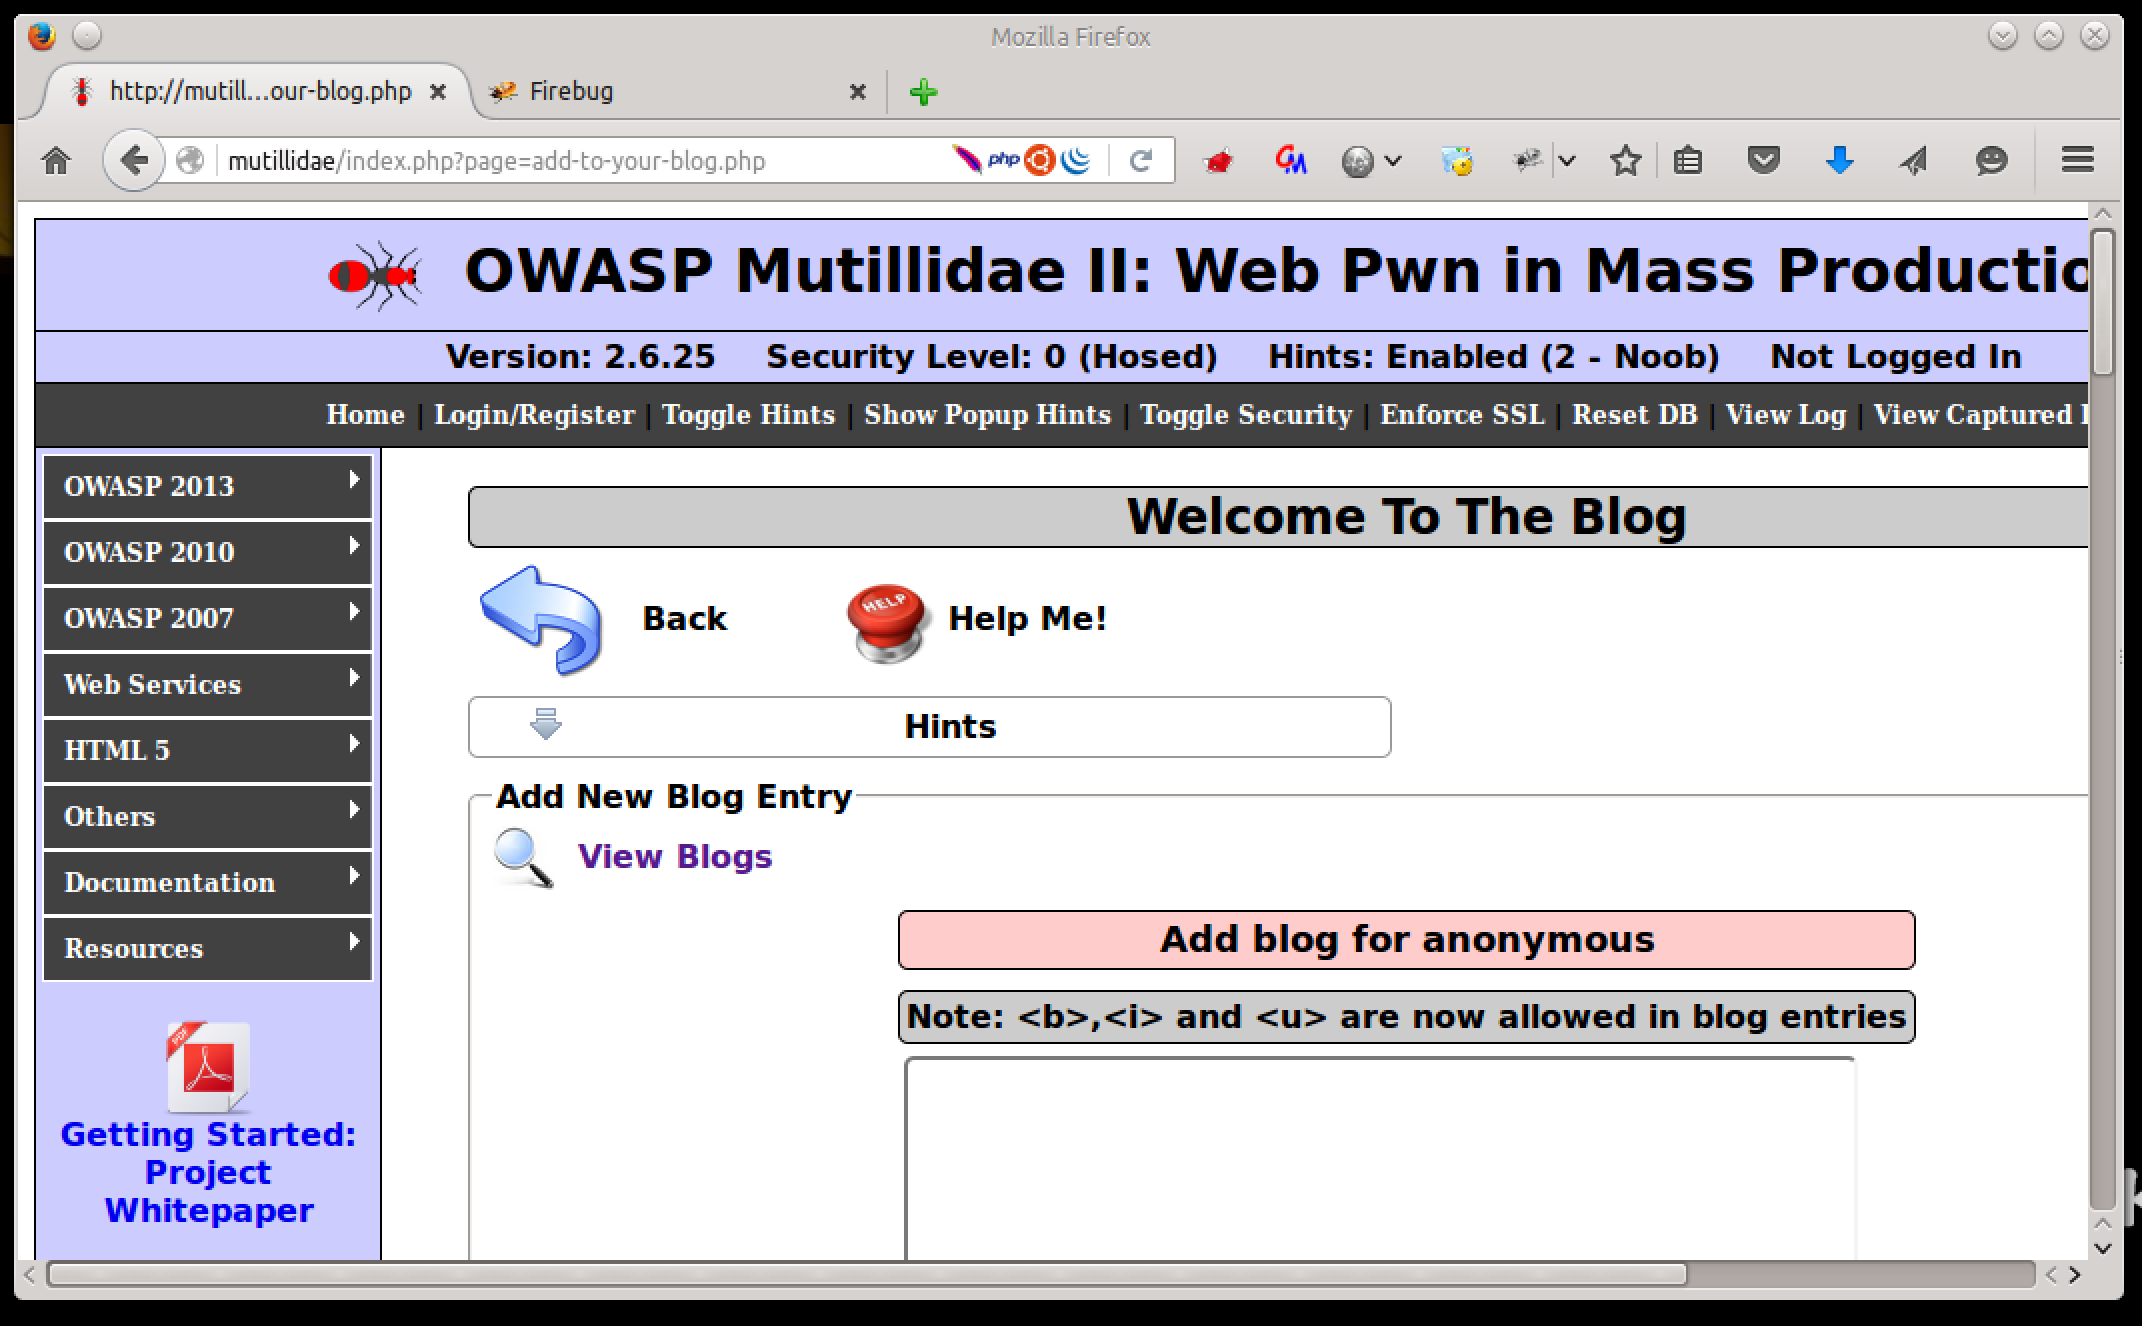 Mozilla Firefox
http://mutill...our-blog.php
Firebug
mutillidae/index.php?page=add-to-your-blog.php
php
OWASP Mutillidae II: Web Pwn in Mass Productio
Version: 2.6.25 Security Level: 0 (Hosed) Hints: Enabled (2 - Noob) Not Logged In
Home | Login/Register | Toggle Hints | Show Popup Hints | Toggle Security | Enforce SSL | Reset DB | View Log | View Captured
OWASP 2013
OWASP 2010
OWASP 2007
Web Services
HTML 5
Others
Documentation
Resources
PDF
Getting Started:
Project
Whitepaper
Welcome To The Blog
Back
HELP
Help Me!
Hints
Add New Blog Entry
View Blogs
Add blog for anonymous
Note: <b>,<i> and <u> are now allowed in blog entries